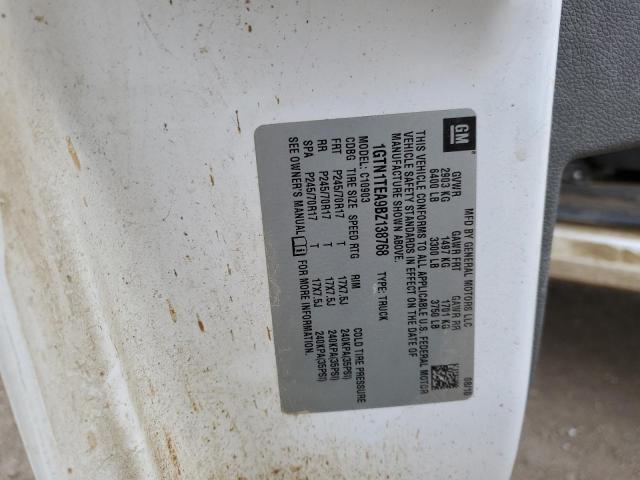 GM
MFD BY GENERAL MOTORS LLC 08/10
GVWR GAWR FRT GAWR RR
2903 KG 1497 KG 1701 KG
6400 LB 3300 LB 3750 LB
THIS VEHICLE CONFORMS TO ALL APPLICABLE U.S. FEDERAL MOTOR
VEHICLE SAFETY STANDARDS IN EFFECT ON THE DATE OF
MANUFACTURE SHOWN ABOVE.
1GTN1TEA9BZ138768 TYPE: TRUCK
MODEL: C10903
CDBG TIRE SIZE SPEED RTG RIM COLD TIRE PRESSURE
FRT P245/70R17 T 17X7.5J 240KPA(35PSI)
RR P245/70R17 T 17X7.5J 240KPA(35PSI)
SPA P245/70R17 T 17X7.5J 240KPA(35PSI)
SEE OWNER'S MANUAL FOR MORE INFORMATION.